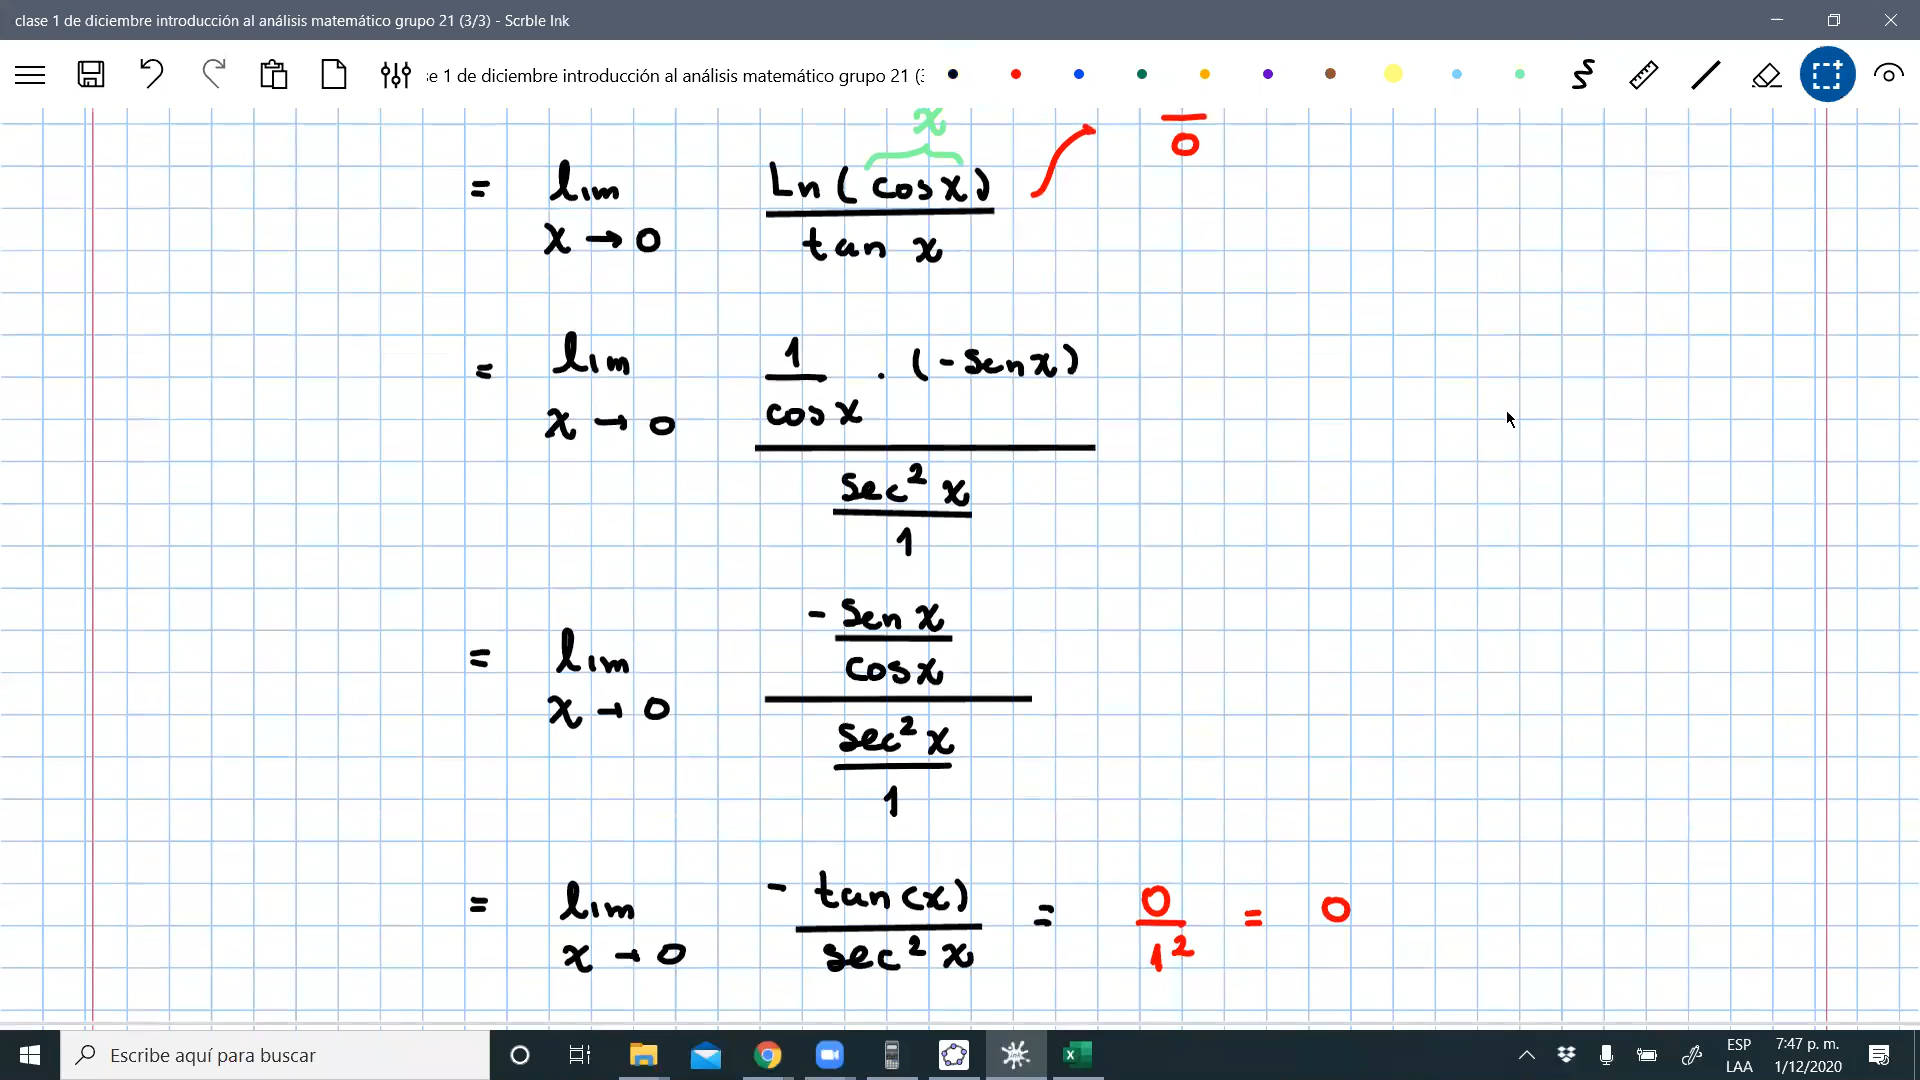 clase 1 de diciembre introducción al análisis matemático grupo 21 (3/3) - Scrble Ink
se 1 de diciembre introducción al análisis matemático grupo 21 (3
x
0
= lim x → 0 Ln ( cos x ) / tan x
= lim x → 0 1 / cos x . ( - sen x ) / sec² x / 1
= lim x → 0 - sen x / cos x / sec² x / 1
= lim x → 0 - tan (x) / sec² x = 0 / 1² = 0
Escribe aquí para buscar
ESP
LAA
7:47 p. m.
1/12/2020